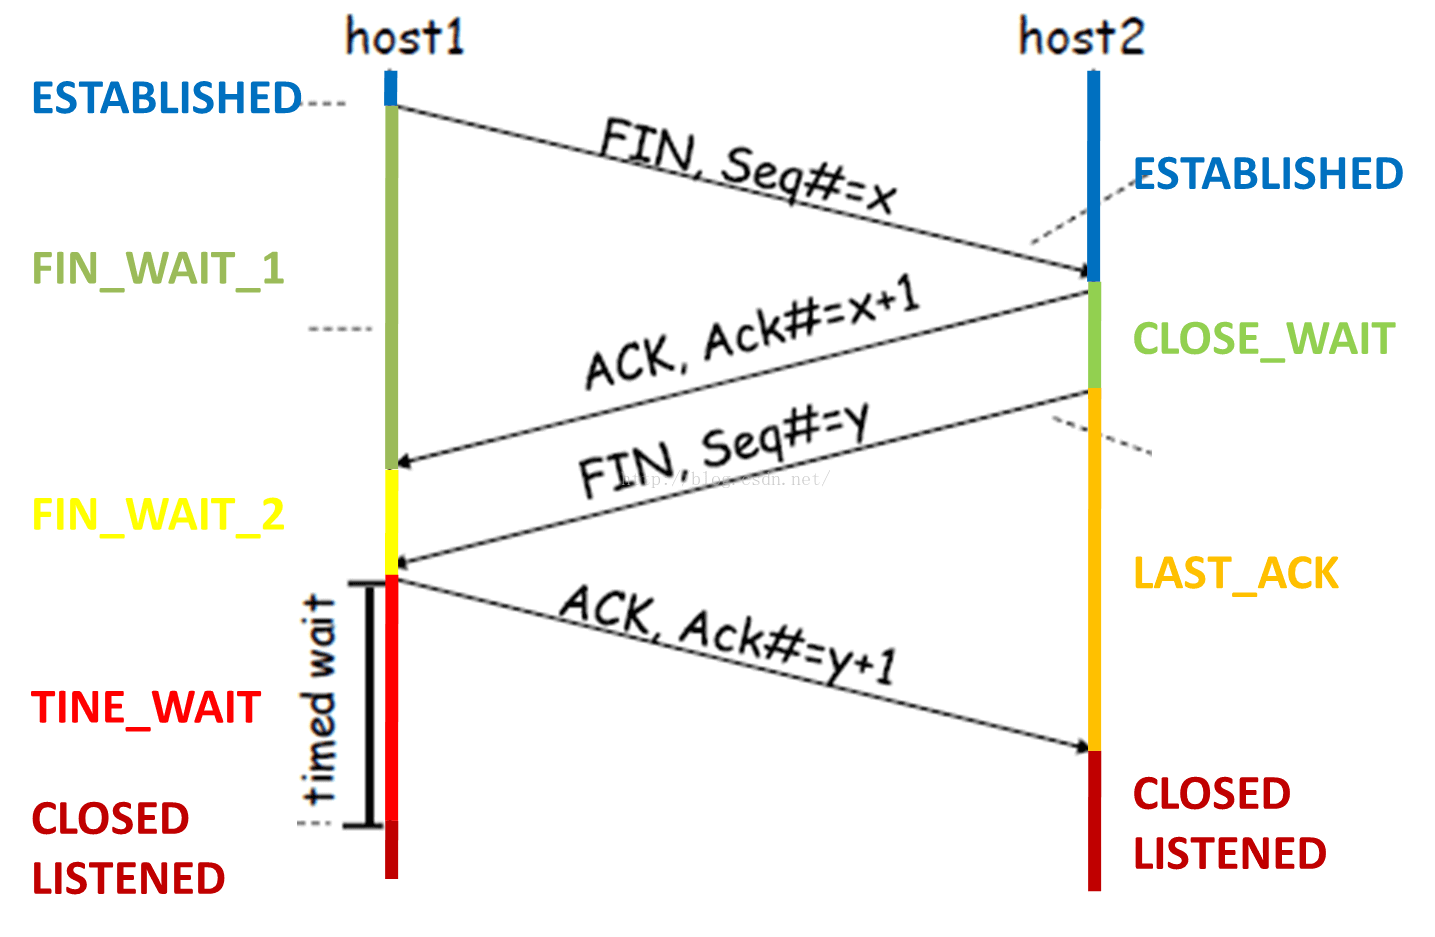 host1
host2
ESTABLISHED
FIN, Seq#=x
ESTABLISHED
FIN_WAIT_1
ACK, Ack#=x+1
CLOSE_WAIT
FIN, Seq#=y
http://blog.csdn.net/
FIN_WAIT_2
LAST_ACK
ACK, Ack#=y+1
timed wait
TINE_WAIT
CLOSED
LISTENED
CLOSED
LISTENED